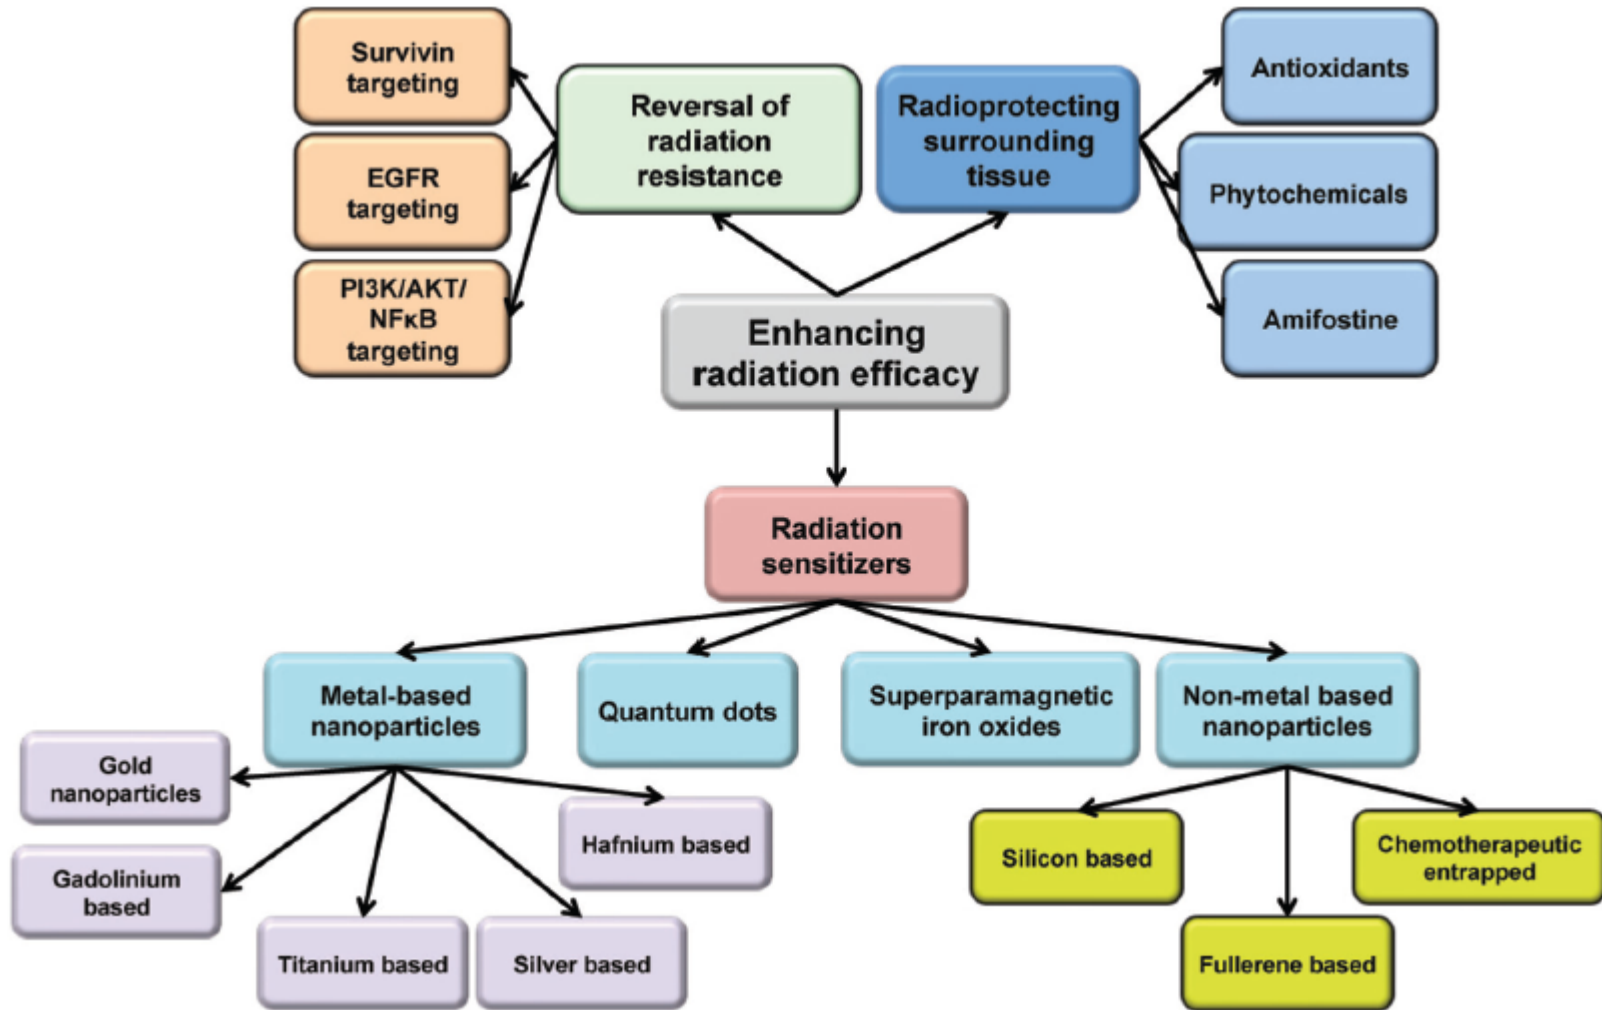 Survivin
targeting
EGFR
targeting
PI3K/AKT/
NFκB
targeting
Reversal of
radiation
resistance
Radioprotecting
surrounding
tissue
Antioxidants
Phytochemicals
Amifostine
Enhancing
radiation efficacy
Radiation
sensitizers
Metal-based
nanoparticles
Quantum dots
Superparamagnetic
iron oxides
Non-metal based
nanoparticles
Gold
nanoparticles
Gadolinium
based
Titanium based
Silver based
Hafnium based
Silicon based
Fullerene based
Chemotherapeutic
entrapped